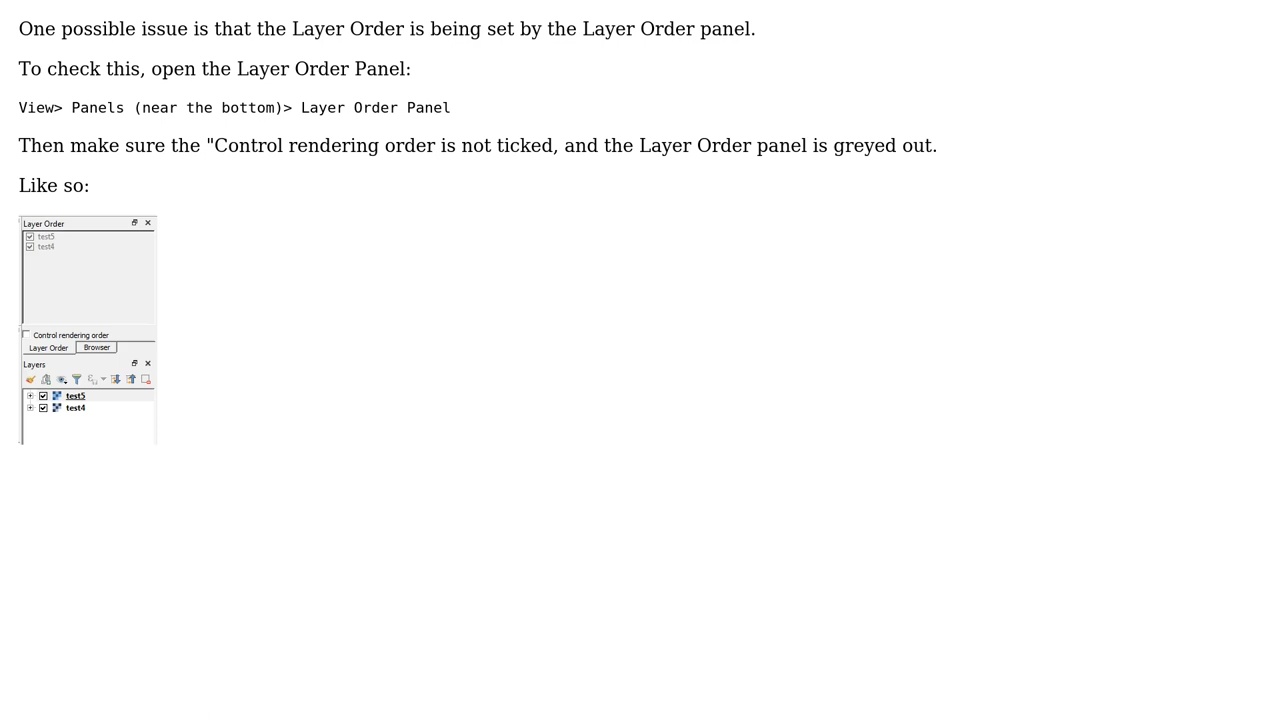 One possible issue is that the Layer Order is being set by the Layer Order panel.
To check this, open the Layer Order Panel:
View> Panels (near the bottom)> Layer Order Panel
Then make sure the "Control rendering order is not ticked, and the Layer Order panel is greyed out.
Like so:
Layer Order
test5
test4
Control rendering order
Layer Order Browser
Layers
test5
test4